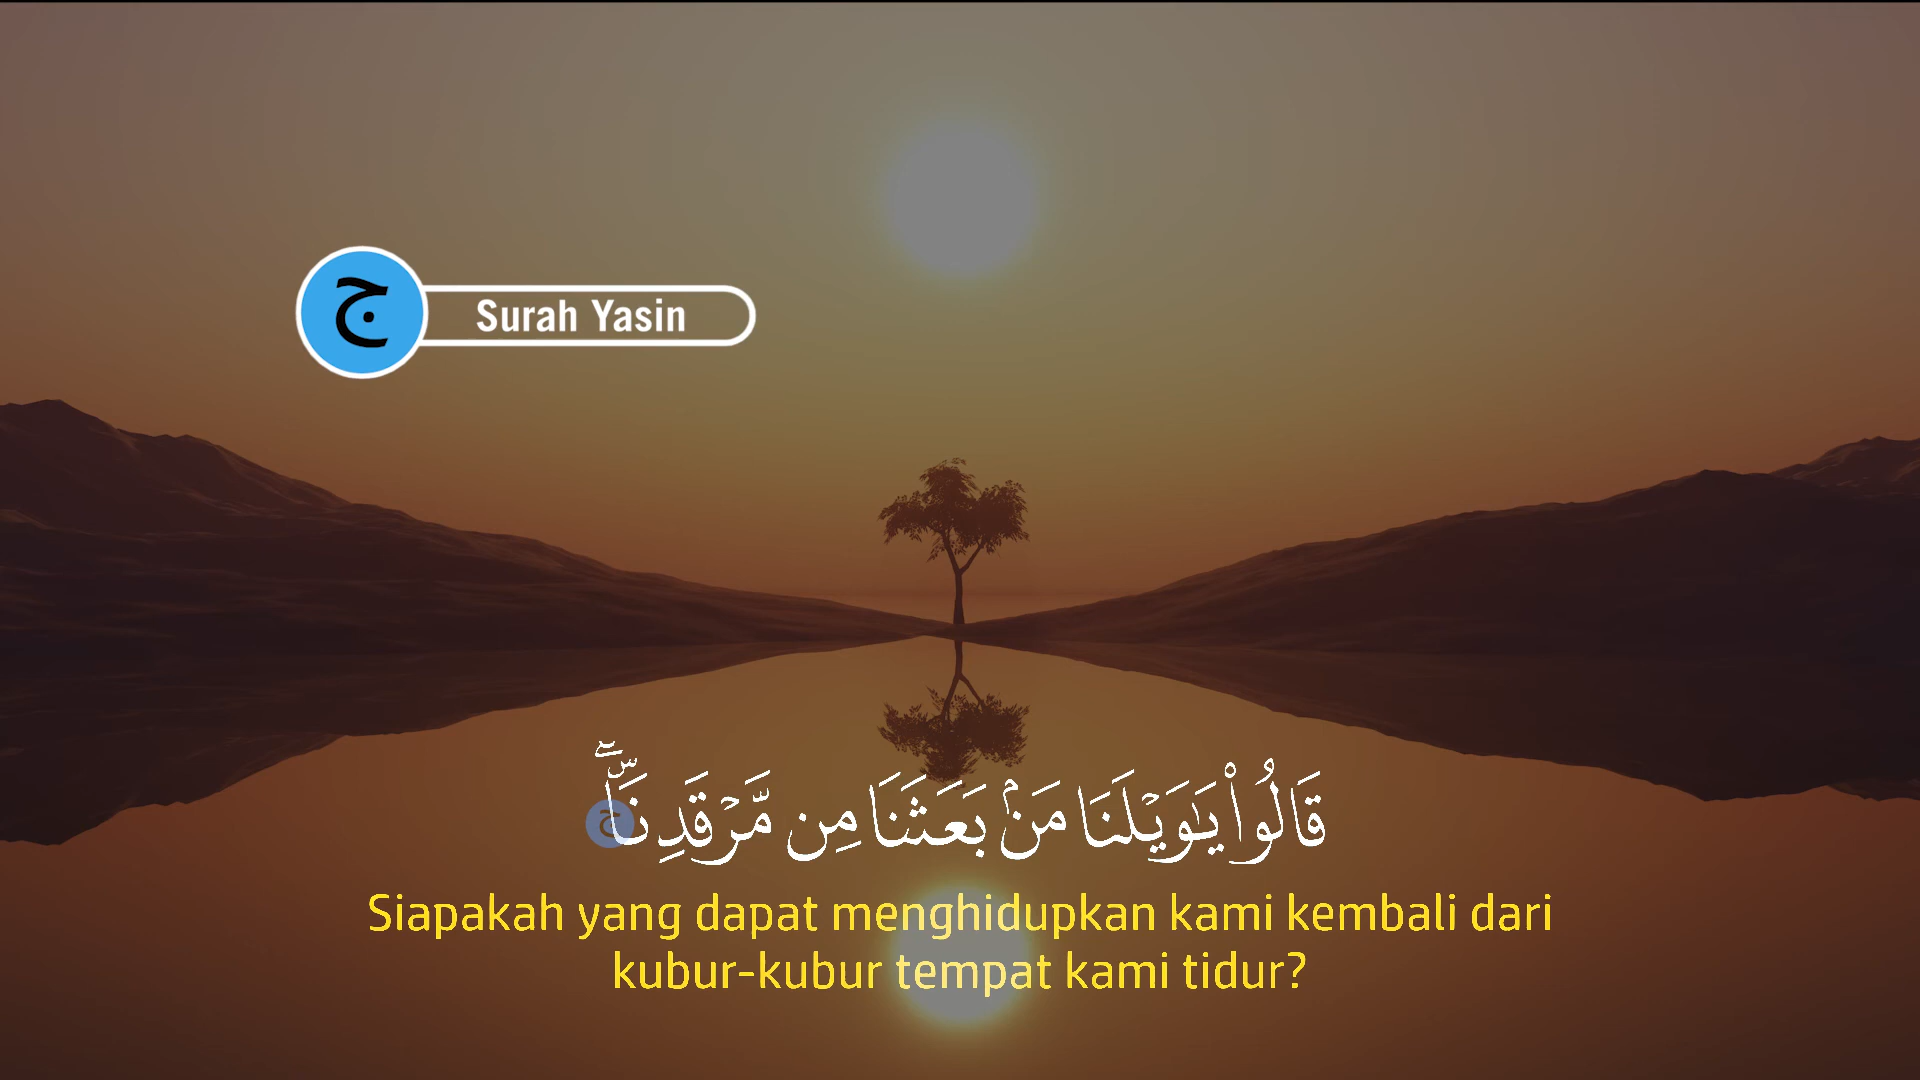 ج
Surah Yasin
قَالُوا۟ يَـٰوَيْلَنَا مَنۢ بَعَثَنَا مِن مَّرْقَدِنَا ۜ ۗ
ج
Siapakah yang dapat menghidupkan kami kembali dari
kubur-kubur tempat kami tidur?